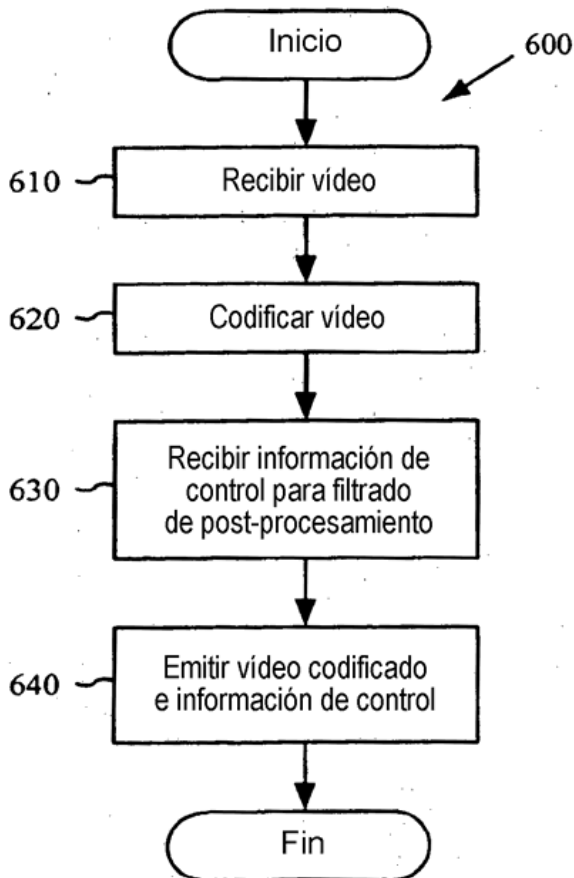 Inicio
600
610
Recibir vídeo
620
Codificar vídeo
630
Recibir información de
control para filtrado
de post-procesamiento
640
Emitir vídeo codificado
e información de control
Fin